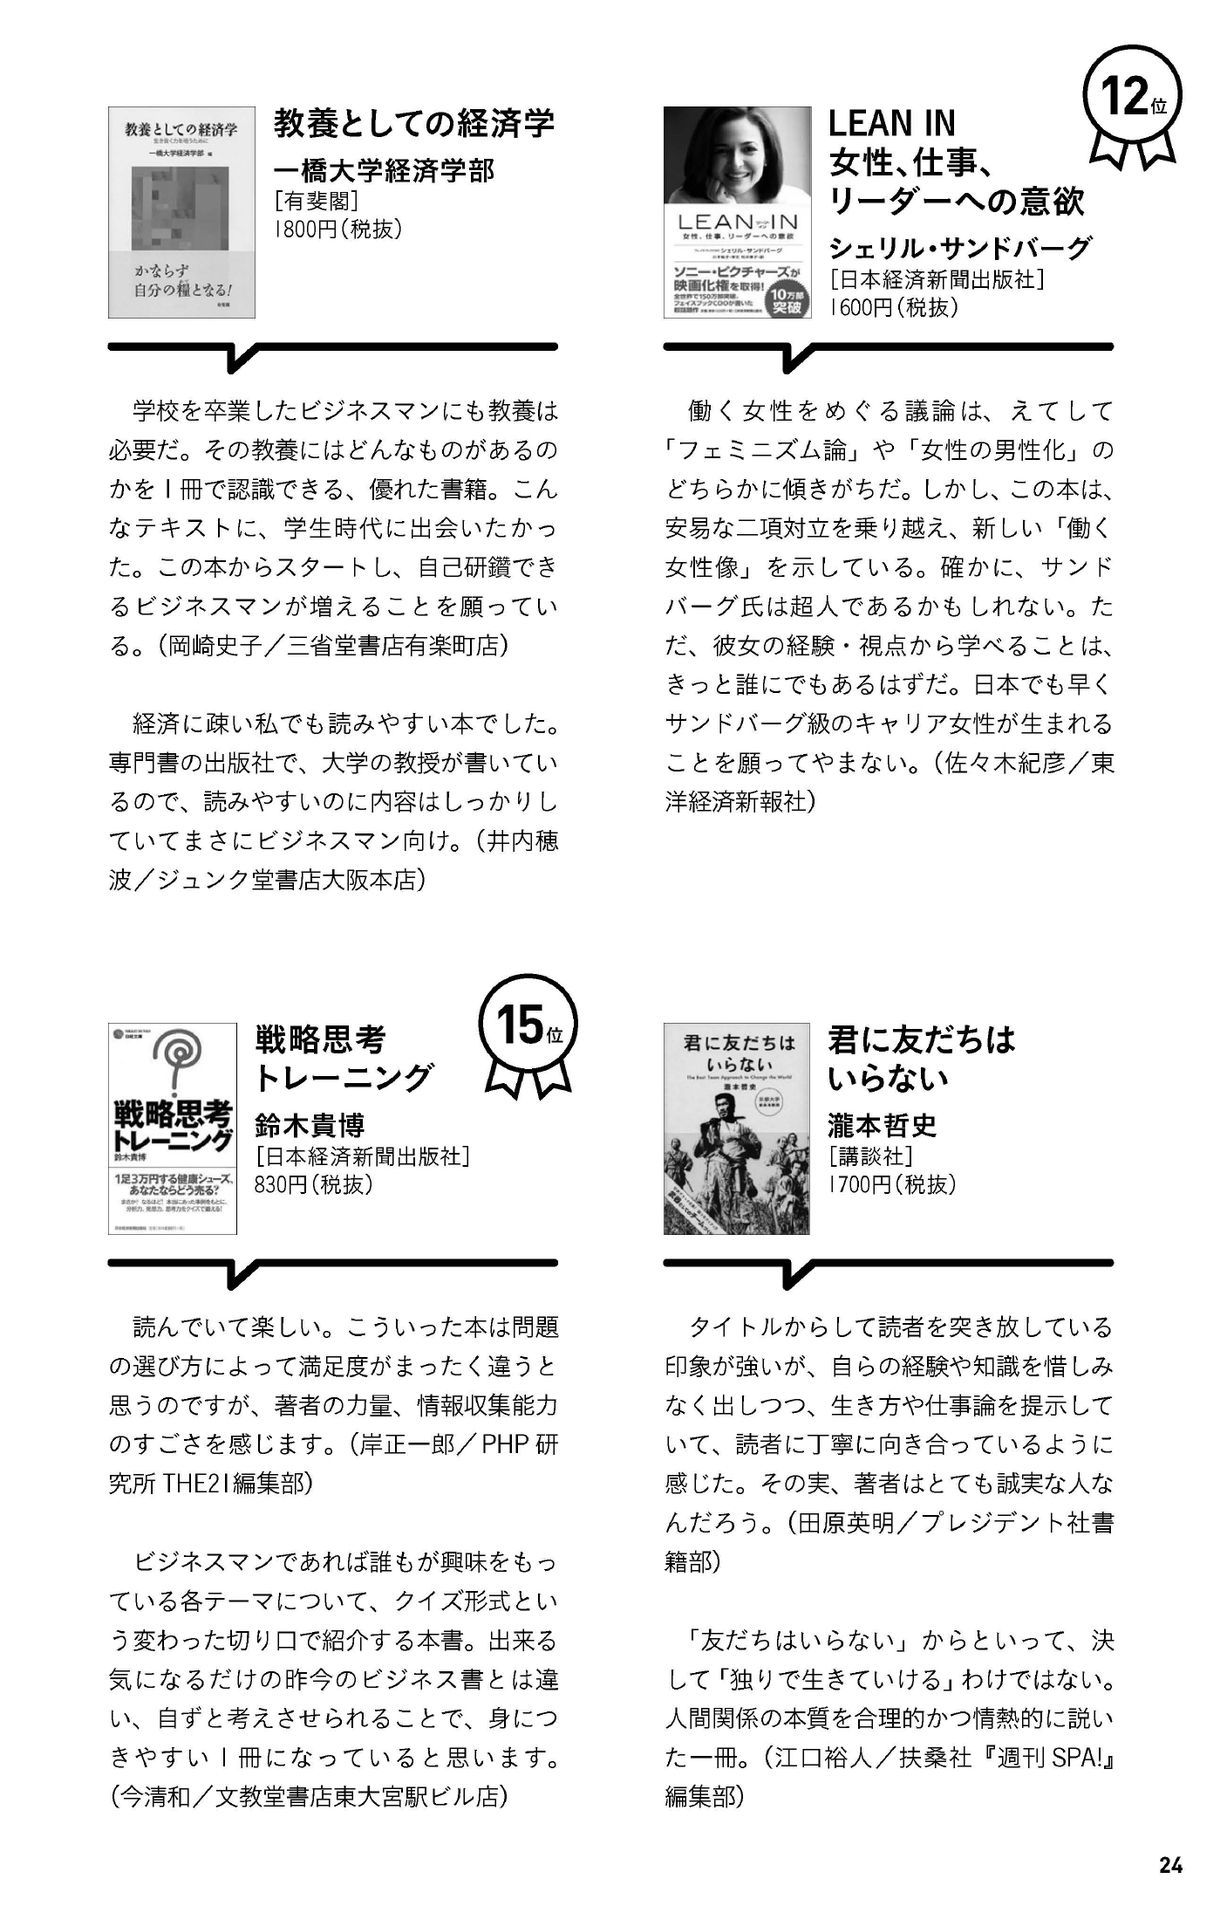 教養としての経済学
一橋大学経済学部 編
かならず
自分の糧となる!
有斐閣
教養としての経済学
一橋大学経済学部
[有斐閣]
1800円(税抜)
学校を卒業したビジネスマンにも教養は
必要だ。その教養にはどんなものがあるの
かを1冊で認識できる、優れた書籍。こん
なテキストに、学生時代に出会いたかっ
た。この本からスタートし、自己研鑽でき
るビジネスマンが増えることを願ってい
る。(岡崎史子/三省堂書店有楽町店)
経済に疎い私でも読みやすい本でした。
専門書の出版社で、大学の教授が書いてい
るので、読みやすいのに内容はしっかりし
ていてまさにビジネスマン向け。(井内穂
波/ジュンク堂書店大阪本店)
12位
LEAN IN
女性、仕事、リーダーへの意欲
シェリル・サンドバーグ
ソニー・ピクチャーズが
映画化権を取得!
全世界で150万部突破、
フェイスブックCOOが書いた
話題作
10万部
突破
LEAN IN
女性、仕事、
リーダーへの意欲
シェリル・サンドバーグ
[日本経済新聞出版社]
1600円(税抜)
働く女性をめぐる議論は、えてして
「フェミニズム論」や「女性の男性化」の
どちらかに傾きがちだ。しかし、この本は、
安易な二項対立を乗り越え、新しい「働く
女性像」を示している。確かに、サンド
バーグ氏は超人であるかもしれない。た
だ、彼女の経験・視点から学べることは、
きっと誰にでもあるはずだ。日本でも早く
サンドバーグ級のキャリア女性が生まれる
ことを願ってやまない。(佐々木紀彦/東
洋経済新報社)
15位
日経文庫
戦略思考
トレーニング
鈴木貴博
1足3万円する健康シューズ、
あなたならどう売る?
戦略思考
トレーニング
鈴木貴博
[日本経済新聞出版社]
830円(税抜)
読んでいて楽しい。こういった本は問題
の選び方によって満足度がまったく違うと
思うのですが、著者の力量、情報収集能力
のすごさを感じます。(岸正一郎/PHP研
究所THE21編集部)
ビジネスマンであれば誰もが興味をもっ
ている各テーマについて、クイズ形式とい
う変わった切り口で紹介する本書。出来る
気になるだけの昨今のビジネス書とは違
い、自ずと考えさせられることで、身につ
きやすい1冊になっていると思います。
(今清和/文教堂書店東大宮駅ビル店)
君に友だちは
いらない
The Best Team Approach to Change the World
瀧本哲史
君に友だちは
いらない
瀧本哲史
[講談社]
1700円(税抜)
タイトルからして読者を突き放している
印象が強いが、自らの経験や知識を惜しみ
なく出しつつ、生き方や仕事論を提示して
いて、読者に丁寧に向き合っているように
感じた。その実、著者はとても誠実な人な
んだろう。(田原英明/プレジデント社書
籍部)
「友だちはいらない」からといって、決
して「独りで生きていける」わけではない。
人間関係の本質を合理的かつ情熱的に説い
た一冊。(江口裕人/扶桑社『週刊SPA!』
編集部)
24